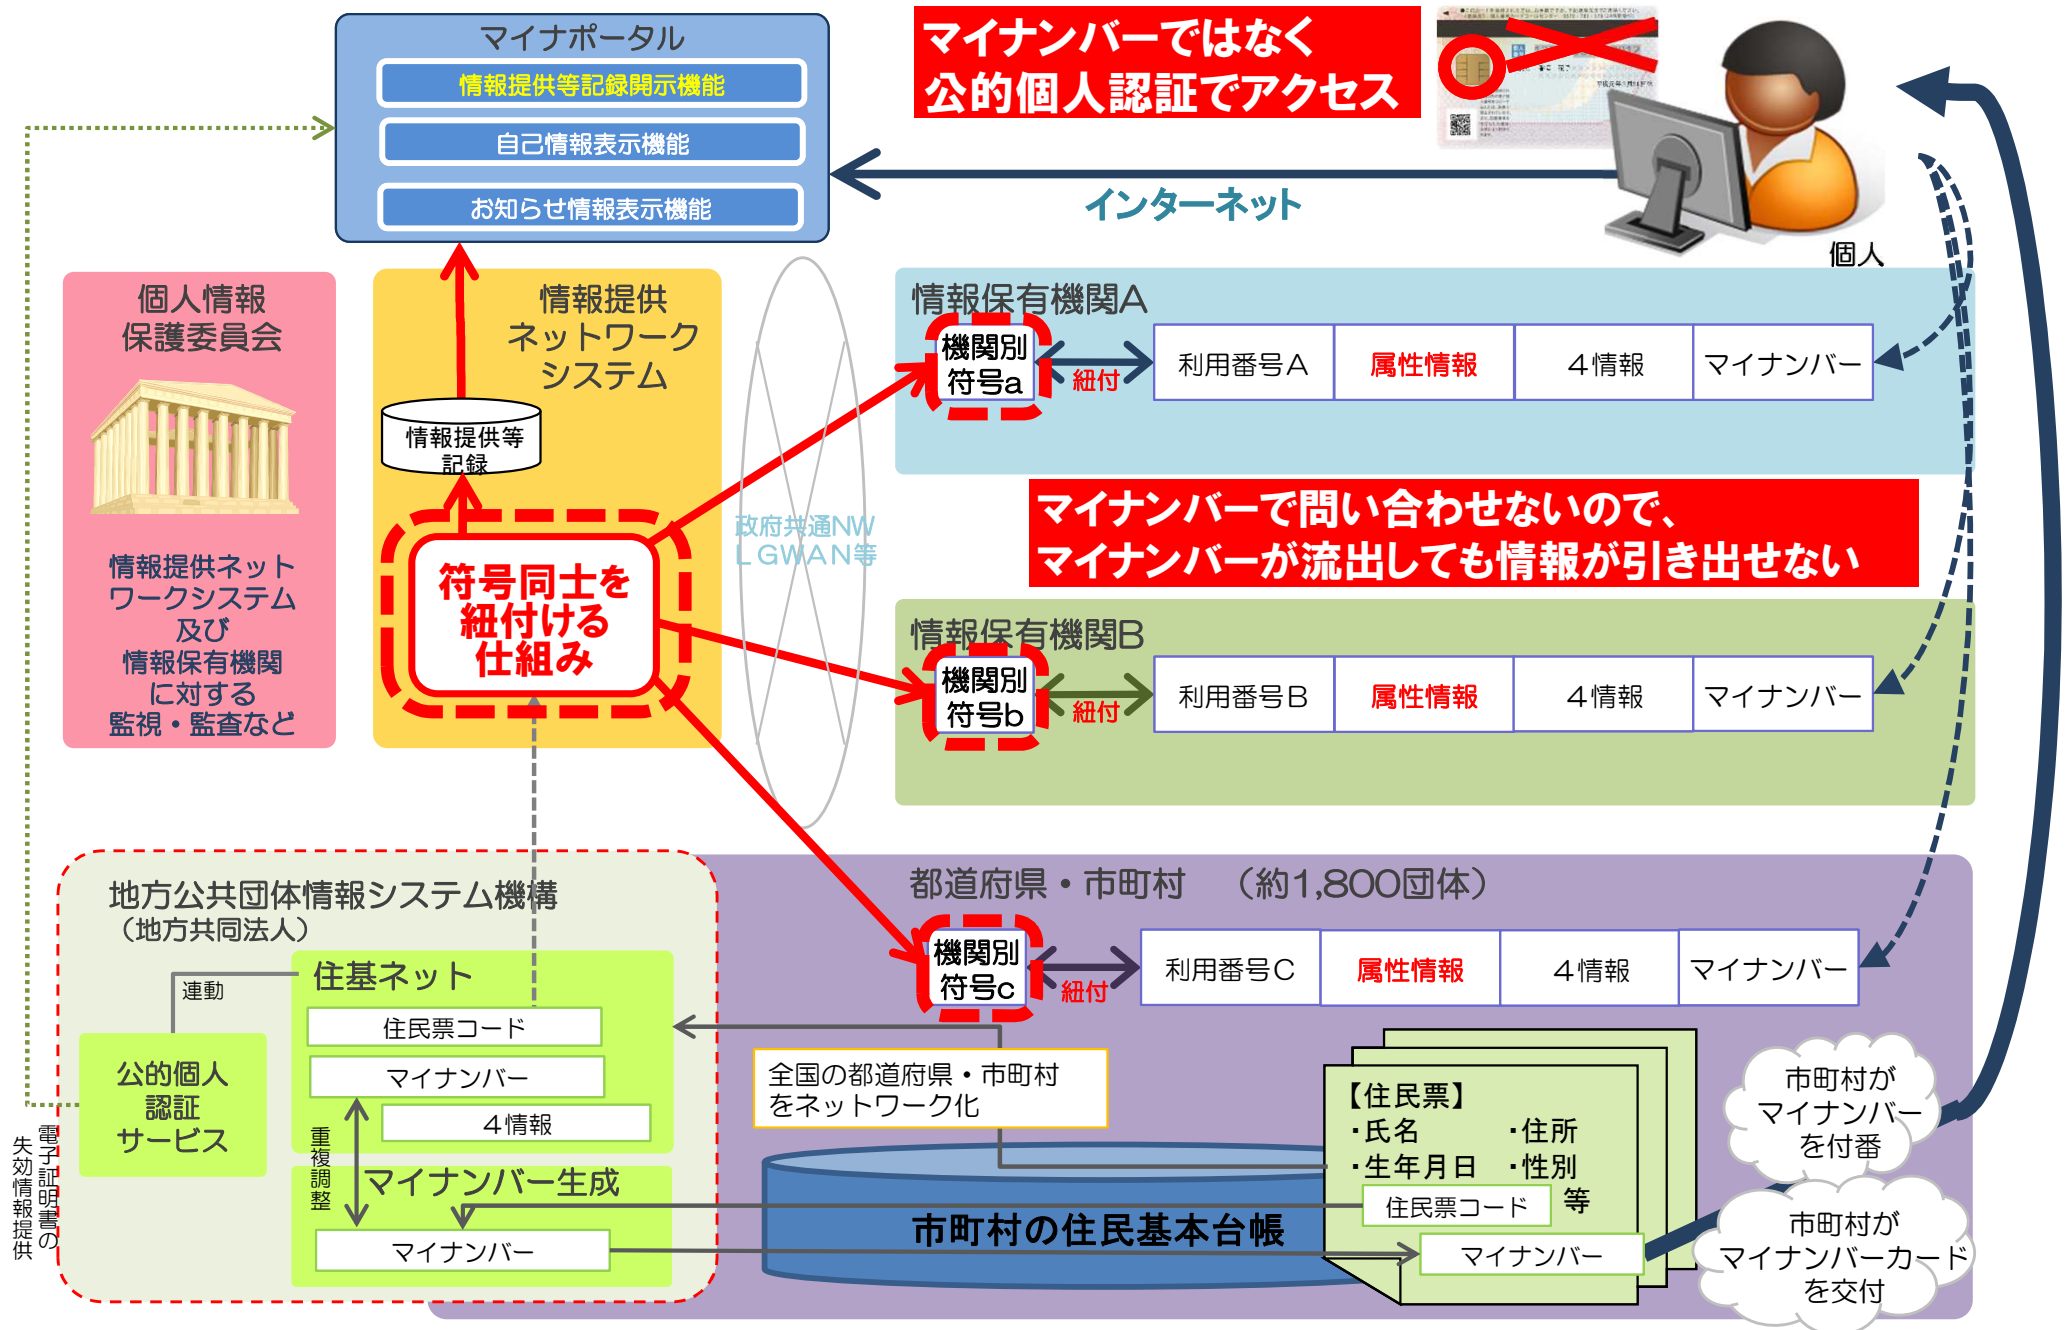 マイナポータル
情報提供等記録開示機能
自己情報表示機能
お知らせ情報表示機能
マイナンバーではなく
公的個人認証でアクセス
インターネット
個人
個人情報
保護委員会
情報提供ネット
ワークシステム
及び
情報保有機関
に対する
監視・監査など
情報提供
ネットワーク
システム
情報提供等
記録
符号同士を
紐付ける
仕組み
政府共通NW
LGWAN等
情報保有機関A
機関別
符号a
紐付
利用番号A
属性情報
4情報
マイナンバー
マイナンバーで問い合わせないので、
マイナンバーが流出しても情報が引き出せない
情報保有機関B
機関別
符号b
紐付
利用番号B
属性情報
4情報
マイナンバー
都道府県・市町村 (約1,800団体)
機関別
符号c
紐付
利用番号C
属性情報
4情報
マイナンバー
地方公共団体情報システム機構
(地方共同法人)
連動
住基ネット
住民票コード
マイナンバー
4情報
公的個人
認証
サービス
重複調整
マイナンバー生成
マイナンバー
電子証明書の
失効情報提供
全国の都道府県・市町村
をネットワーク化
市町村の住民基本台帳
【住民票】
・氏名 ・住所
・生年月日 ・性別
等
住民票コード
マイナンバー
市町村が
マイナンバー
を付番
市町村が
マイナンバーカード
を交付